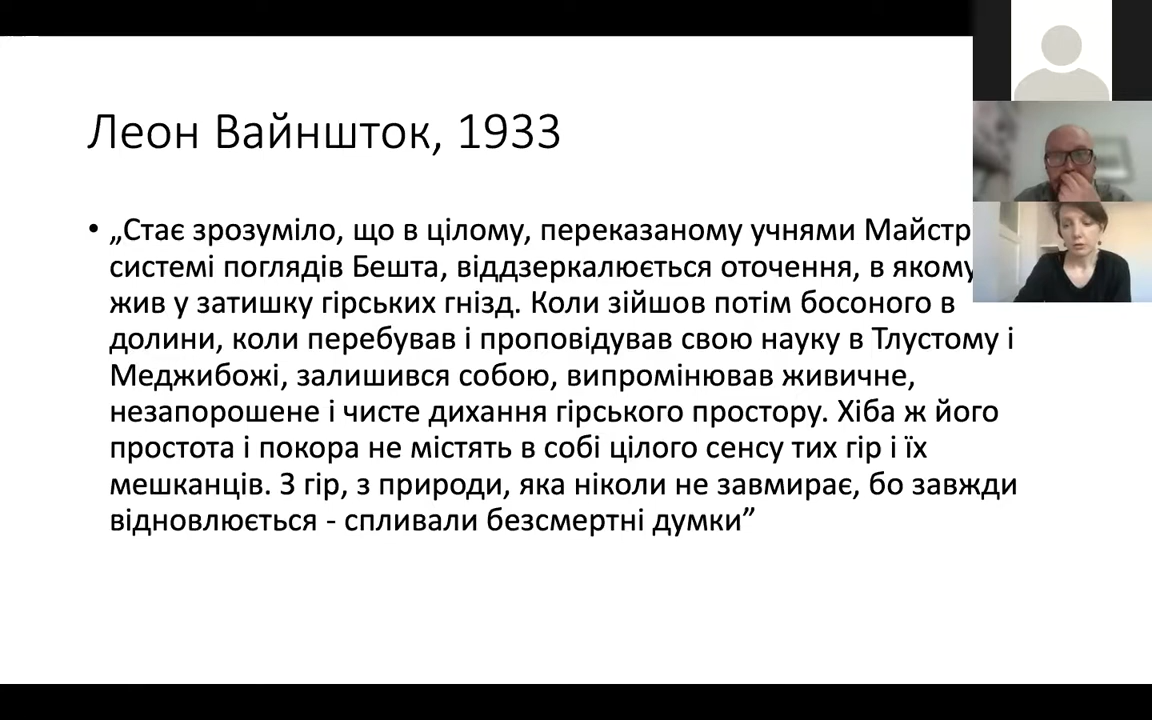 Леон Вайншток, 1933
• „Стає зрозуміло, що в цілому, переказаному учнями Майстр
системі поглядів Бешта, віддзеркалюється оточення, в якому
жив у затишку гірських гнізд. Коли зійшов потім босоного в
долини, коли перебував і проповідував свою науку в Тлустому і
Меджибожі, залишився собою, випромінював живичне,
незапорошене і чисте дихання гірського простору. Хіба ж його
простота і покора не містять в собі цілого сенсу тих гір і їх
мешканців. З гір, з природи, яка ніколи не завмирає, бо завжди
відновлюється - спливали безсмертні думки”